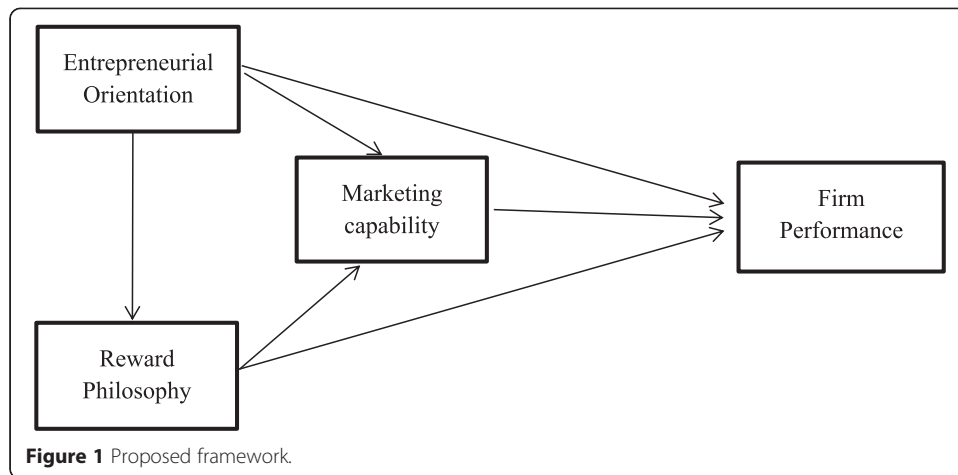 Entrepreneurial
Orientation
Marketing
capability
Firm
Performance
Reward
Philosophy
Figure 1 Proposed framework.